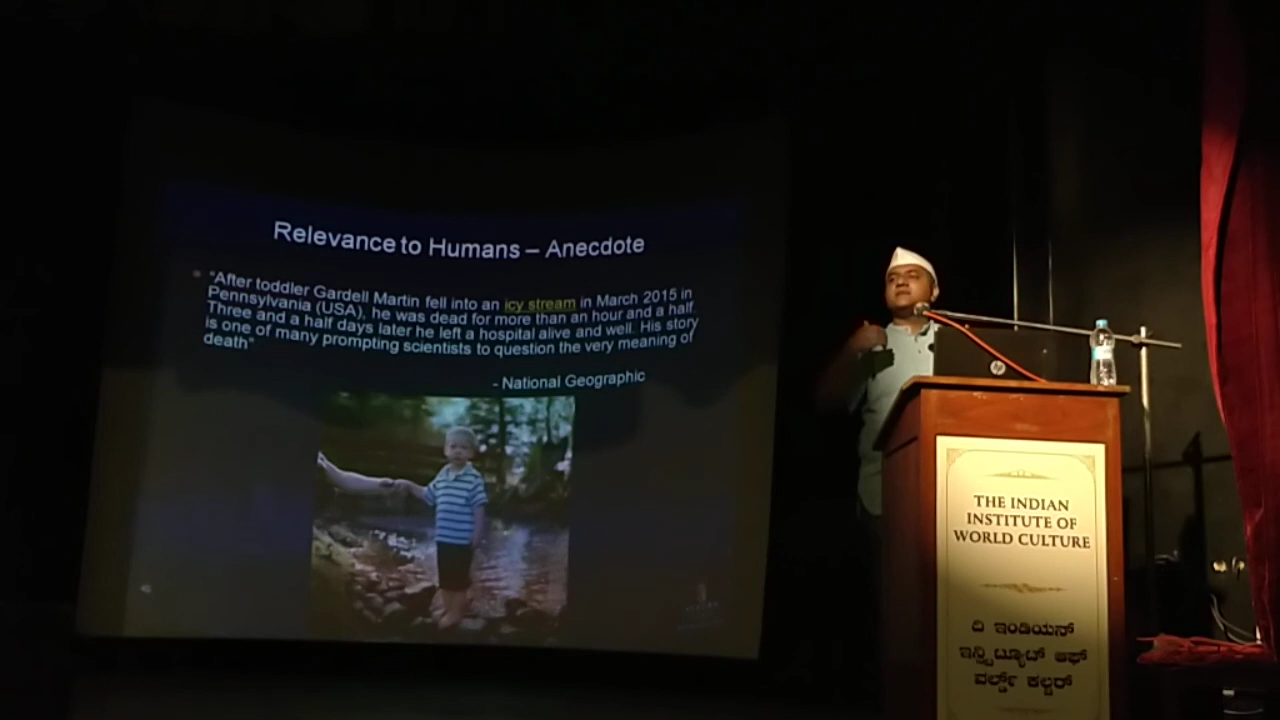 Relevance to Humans – Anecdote
“After toddler Gardell Martin fell into an icy stream in March 2015 in
Pennsylvania (USA), he was dead for more than an hour and a half.
Three and a half days later he left a hospital alive and well. His story
is one of many prompting scientists to question the very meaning of
death”
- National Geographic
hp
THE INDIAN
INSTITUTE OF
WORLD CULTURE
ದಿ ಇಂಡಿಯನ್
ಇನ್ಸ್ಟಿಟ್ಯೂಟ್ ಆಫ್
ವರ್ಲ್ಡ್ ಕಲ್ಚರ್